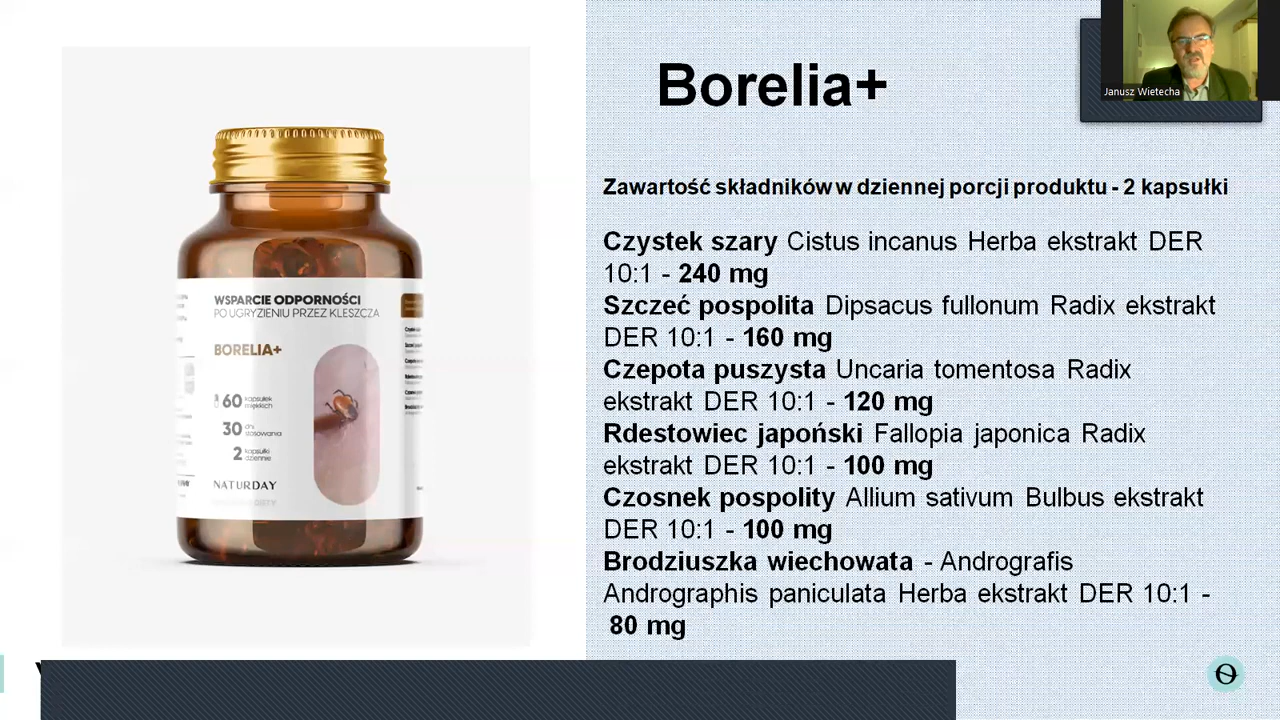 Borelia+
Janusz Wietecha
Zawartość składników w dziennej porcji produktu - 2 kapsułki
Czystek szary Cistus incanus Herba ekstrakt DER
10:1 - 240 mg
Szczeć pospolita Dipsacus fullonum Radix ekstrakt
DER 10:1 - 160 mg
Czepota puszysta Uncaria tomentosa Radix
ekstrakt DER 10:1 - 120 mg
Rdestowiec japoński Fallopia japonica Radix
ekstrakt DER 10:1 - 100 mg
Czosnek pospolity Allium sativum Bulbus ekstrakt
DER 10:1 - 100 mg
Brodziuszka wiechowata - Andrografis
Andrographis paniculata Herba ekstrakt DER 10:1 -
80 mg
WSPARCIE ODPORNOŚCI
PO UGRYZIENIU PRZEZ KLESZCZA
BORELIA+
60 kapsułek
miękkich
30 dni
stosowania
2 kapsułki
dziennie
NATURDAY